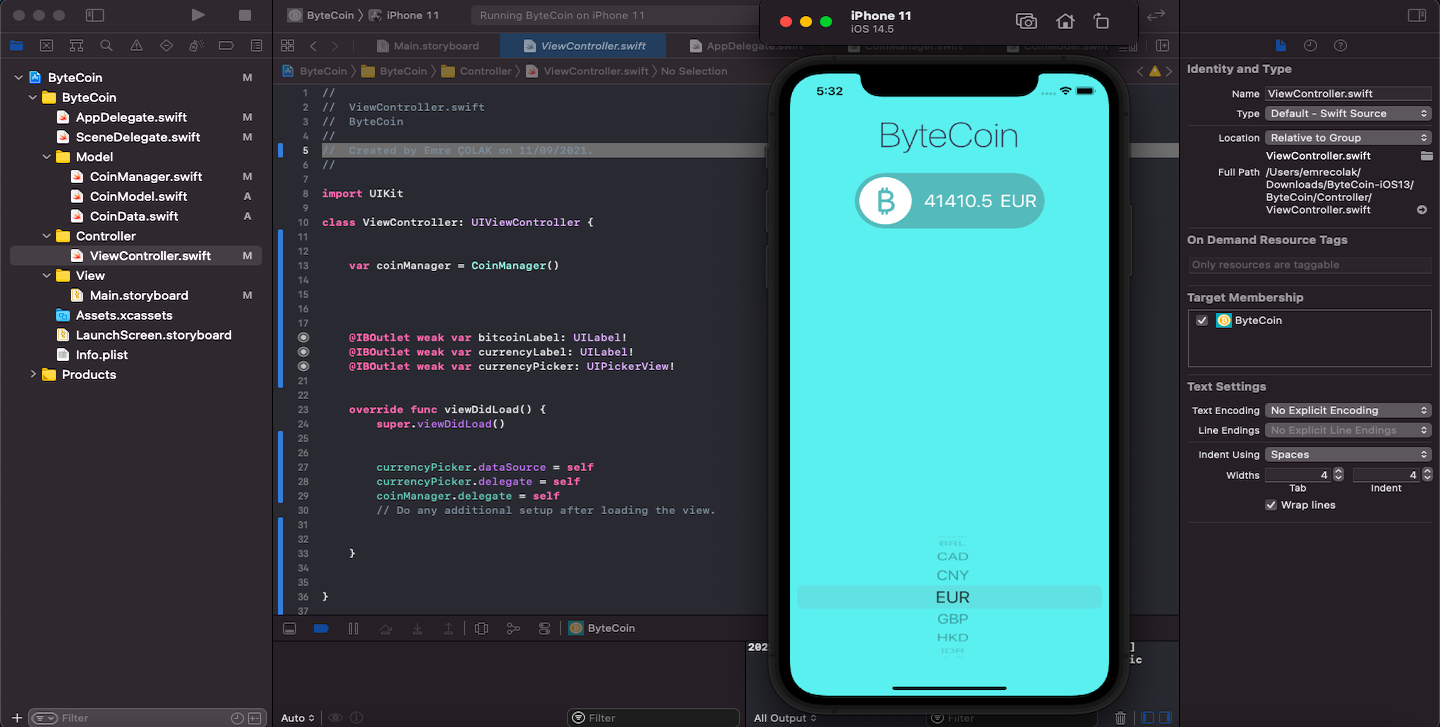 ByteCoin
iPhone 11
Running ByteCoin on iPhone 11
iPhone 11
iOS 14.5
Main.storyboard
ViewController.swift
AppDelegate.swift
CoinManager.swift
CoinModel.swift
ByteCoin
ByteCoin
Controller
ViewController.swift
No Selection
ByteCoin M
ByteCoin
AppDelegate.swift M
SceneDelegate.swift M
Model
CoinManager.swift M
CoinModel.swift A
CoinData.swift A
Controller
ViewController.swift M
View
Main.storyboard M
Assets.xcassets
LaunchScreen.storyboard
Info.plist
Products
Filter
1 //
2 // ViewController.swift
3 // ByteCoin
4 //
5 // Created by Emre ÇOLAK on 11/09/2021.
6 //
7
8 import UIKit
9
10 class ViewController: UIViewController {
11
12
13 var coinManager = CoinManager()
14
15
16
17
@IBOutlet weak var bitcoinLabel: UILabel!
@IBOutlet weak var currencyLabel: UILabel!
@IBOutlet weak var currencyPicker: UIPickerView!
21
22
23 override func viewDidLoad() {
24 super.viewDidLoad()
25
26
27 currencyPicker.dataSource = self
28 currencyPicker.delegate = self
29 coinManager.delegate = self
30 // Do any additional setup after loading the view.
31
32
33 }
34
35
36 }
37
ByteCoin
202
]
ic
Auto
Filter
All Output
Filter
5:32
ByteCoin
41410.5 EUR
BRL
CAD
CNY
EUR
GBP
HKD
IDR
Identity and Type
Name ViewController.swift
Type Default - Swift Source
Location Relative to Group
ViewController.swift
Full Path /Users/emrecolak/
Downloads/ByteCoin-iOS13/
ByteCoin/Controller/
ViewController.swift
On Demand Resource Tags
Only resources are taggable
Target Membership
ByteCoin
Text Settings
Text Encoding No Explicit Encoding
Line Endings No Explicit Line Endings
Indent Using Spaces
Widths 4 4
Tab Indent
Wrap lines